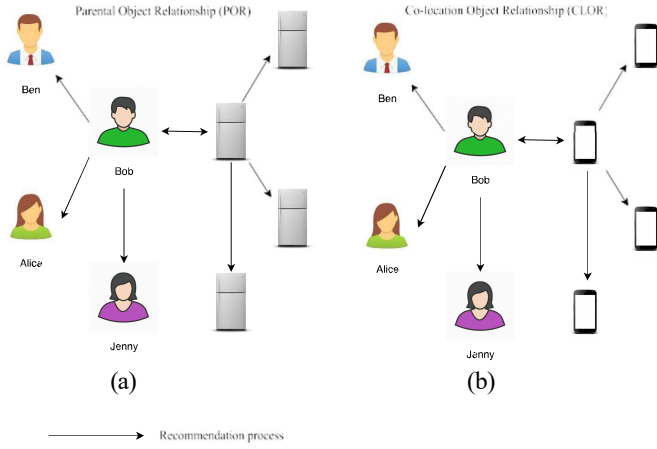 Parental Object Relationship (POR)
Co-location Object Relationship (CLOR)
Ben
Ben
Bob
Bob
Alice
Alice
Jenny
Jenny
(a)
(b)
Recommendation process